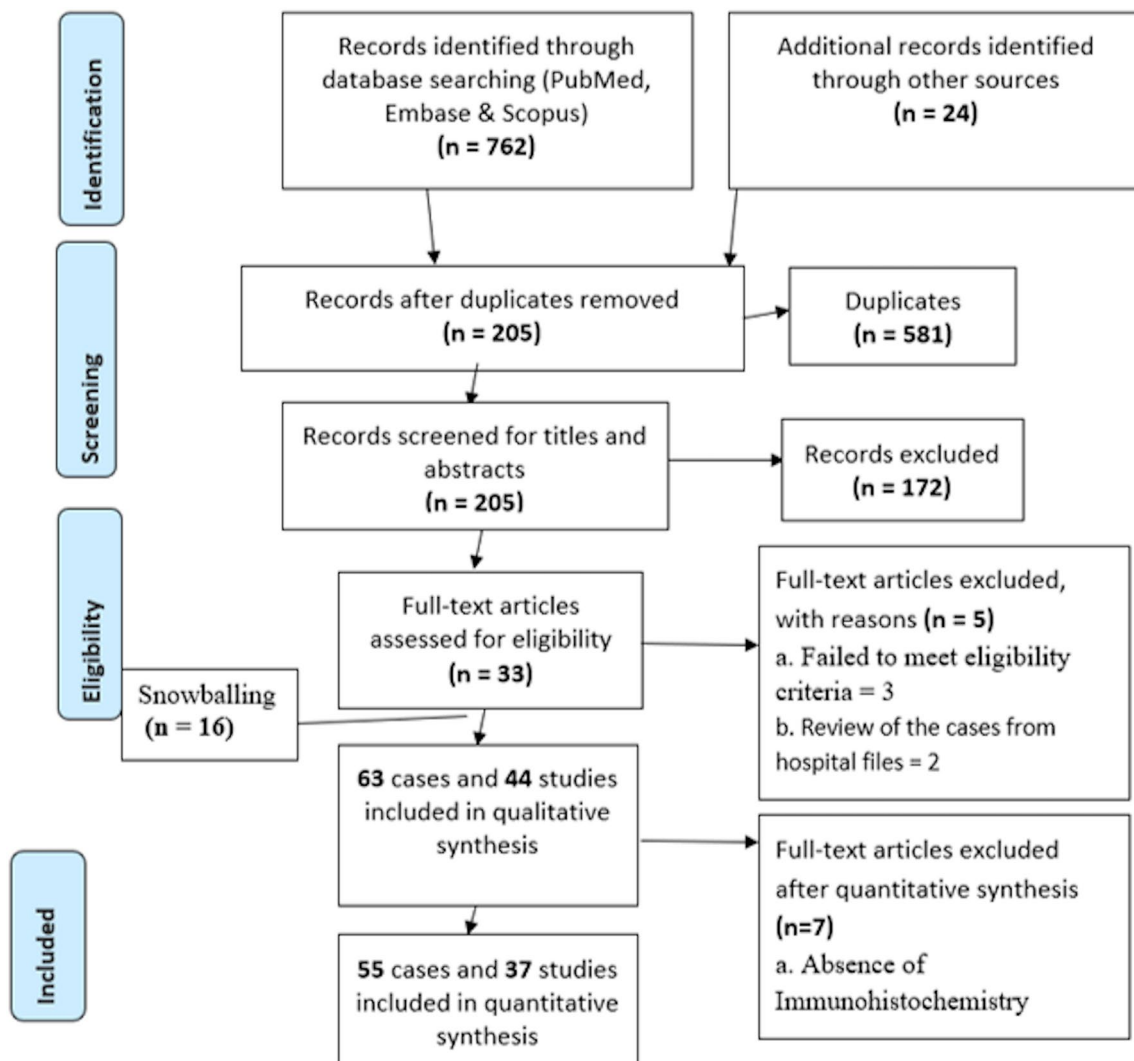 Identification
Records identified through
database searching (PubMed,
Embase & Scopus)
(n = 762)
Additional records identified
through other sources
(n = 24)
Screening
Records after duplicates removed
(n = 205)
Duplicates
(n = 581)
Records screened for titles and
abstracts
(n = 205)
Records excluded
(n = 172)
Eligibility
Full-text articles
assessed for eligibility
(n = 33)
Full-text articles excluded,
with reasons (n = 5)
a. Failed to meet eligibility
criteria = 3
b. Review of the cases from
hospital files = 2
Snowballing
(n = 16)
63 cases and 44 studies
included in qualitative
synthesis
Full-text articles excluded
after quantitative synthesis
(n=7)
a. Absence of
Immunohistochemistry
Included
55 cases and 37 studies
included in quantitative
synthesis